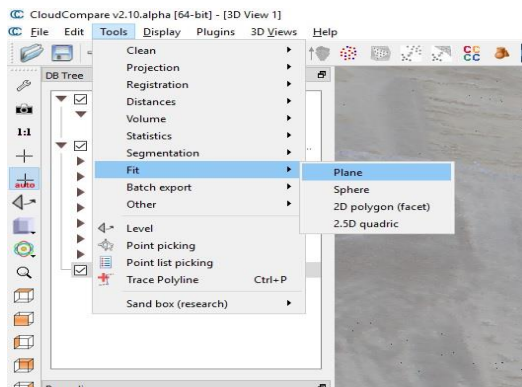 CloudCompare v2.10.alpha [64-bit] - [3D View 1]
File Edit Tools Display Plugins 3D Views Help
DB Tree
Clean
Projection
Registration
Distances
Volume
Statistics
Segmentation
Fit
Batch export
Other
Level
Point picking
Point list picking
Trace Polyline Ctrl+P
Sand box (research)
Plane
Sphere
2D polygon (facet)
2.5D quadric
1:1
auto
CC
CC